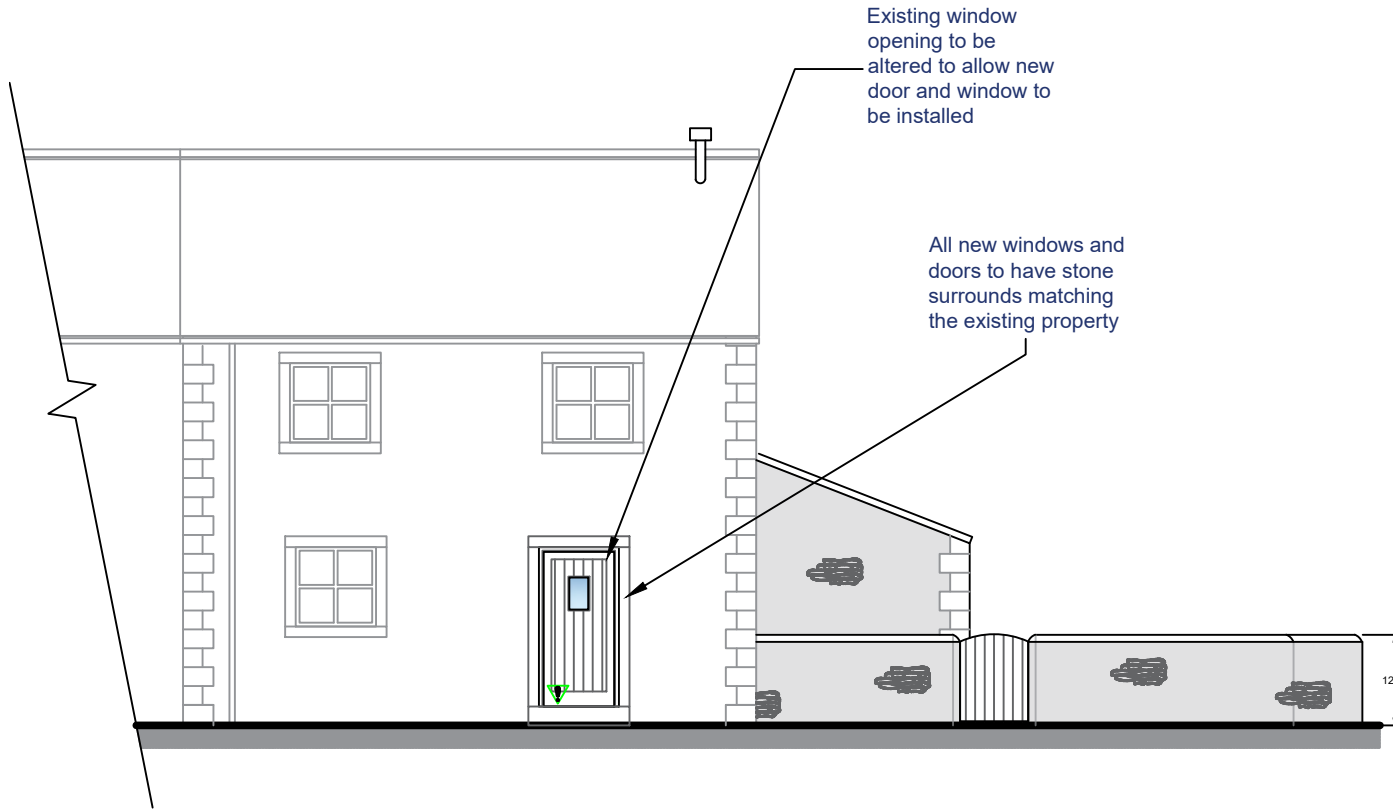 Existing window
opening to be
altered to allow new
door and window to
be installed
All new windows and
doors to have stone
surrounds matching
the existing property
12